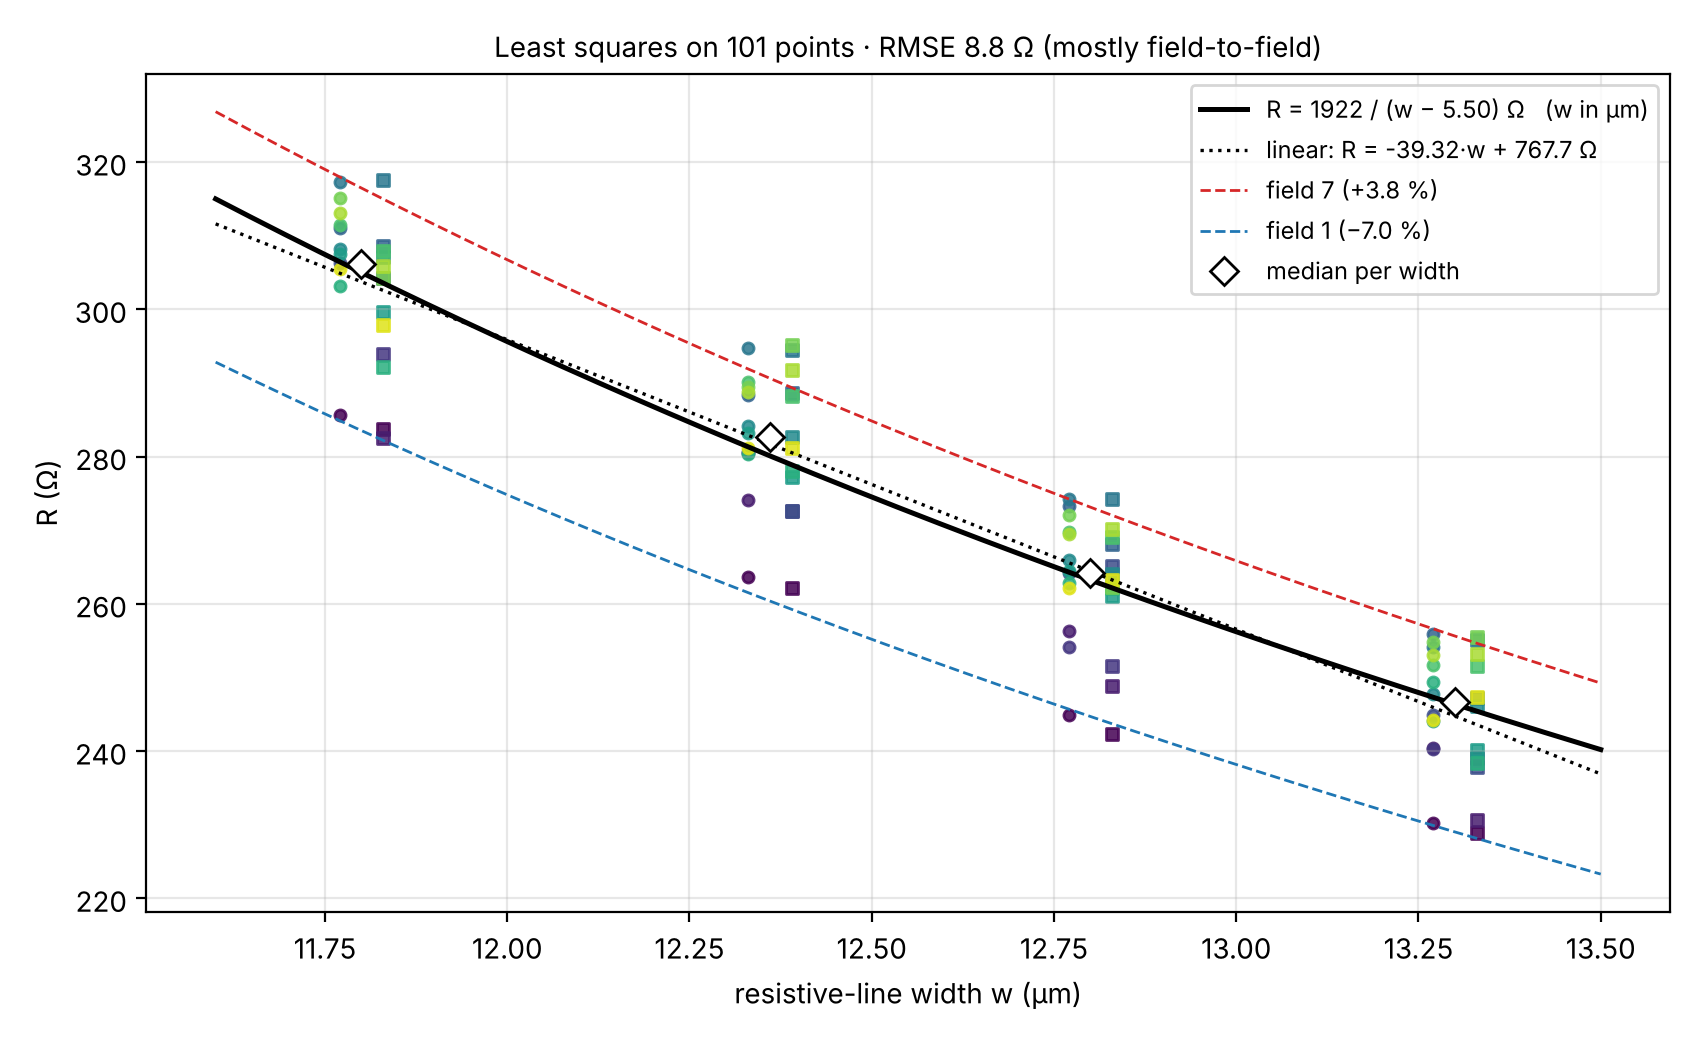 Least squares on 101 points · RMSE 8.8 Ω (mostly field-to-field)
R = 1922 / (w − 5.50) Ω (w in µm)
linear: R = -39.32·w + 767.7 Ω
field 7 (+3.8 %)
field 1 (−7.0 %)
median per width
R (Ω)
320
300
280
260
240
220
11.75 12.00 12.25 12.50 12.75 13.00 13.25 13.50
resistive-line width w (µm)